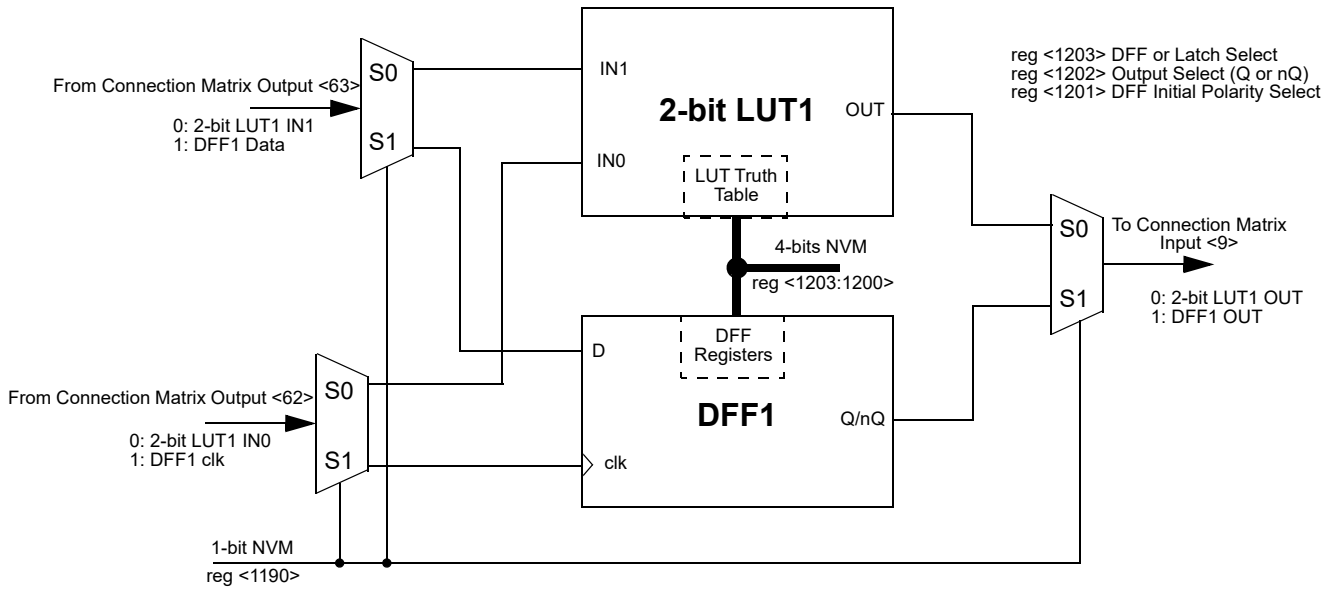 From Connection Matrix Output <63>
0: 2-bit LUT1 IN1
1: DFF1 Data
S0
S1
IN1
IN0
2-bit LUT1
OUT
LUT Truth
Table
reg <1203> DFF or Latch Select
reg <1202> Output Select (Q or nQ)
reg <1201> DFF Initial Polarity Select
4-bits NVM
reg <1203:1200>
S0
S1
To Connection Matrix
Input <9>
0: 2-bit LUT1 OUT
1: DFF1 OUT
From Connection Matrix Output <62>
0: 2-bit LUT1 IN0
1: DFF1 clk
S0
S1
D
clk
DFF
Registers
DFF1
Q/nQ
1-bit NVM
reg <1190>